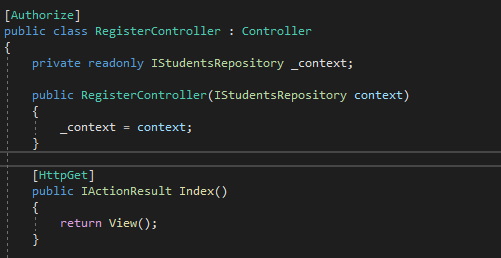 [Authorize]
public class RegisterController : Controller
{
private readonly IStudentsRepository _context;
public RegisterController(IStudentsRepository context)
{
_context = context;
}
[HttpGet]
public IActionResult Index()
{
return View();
}